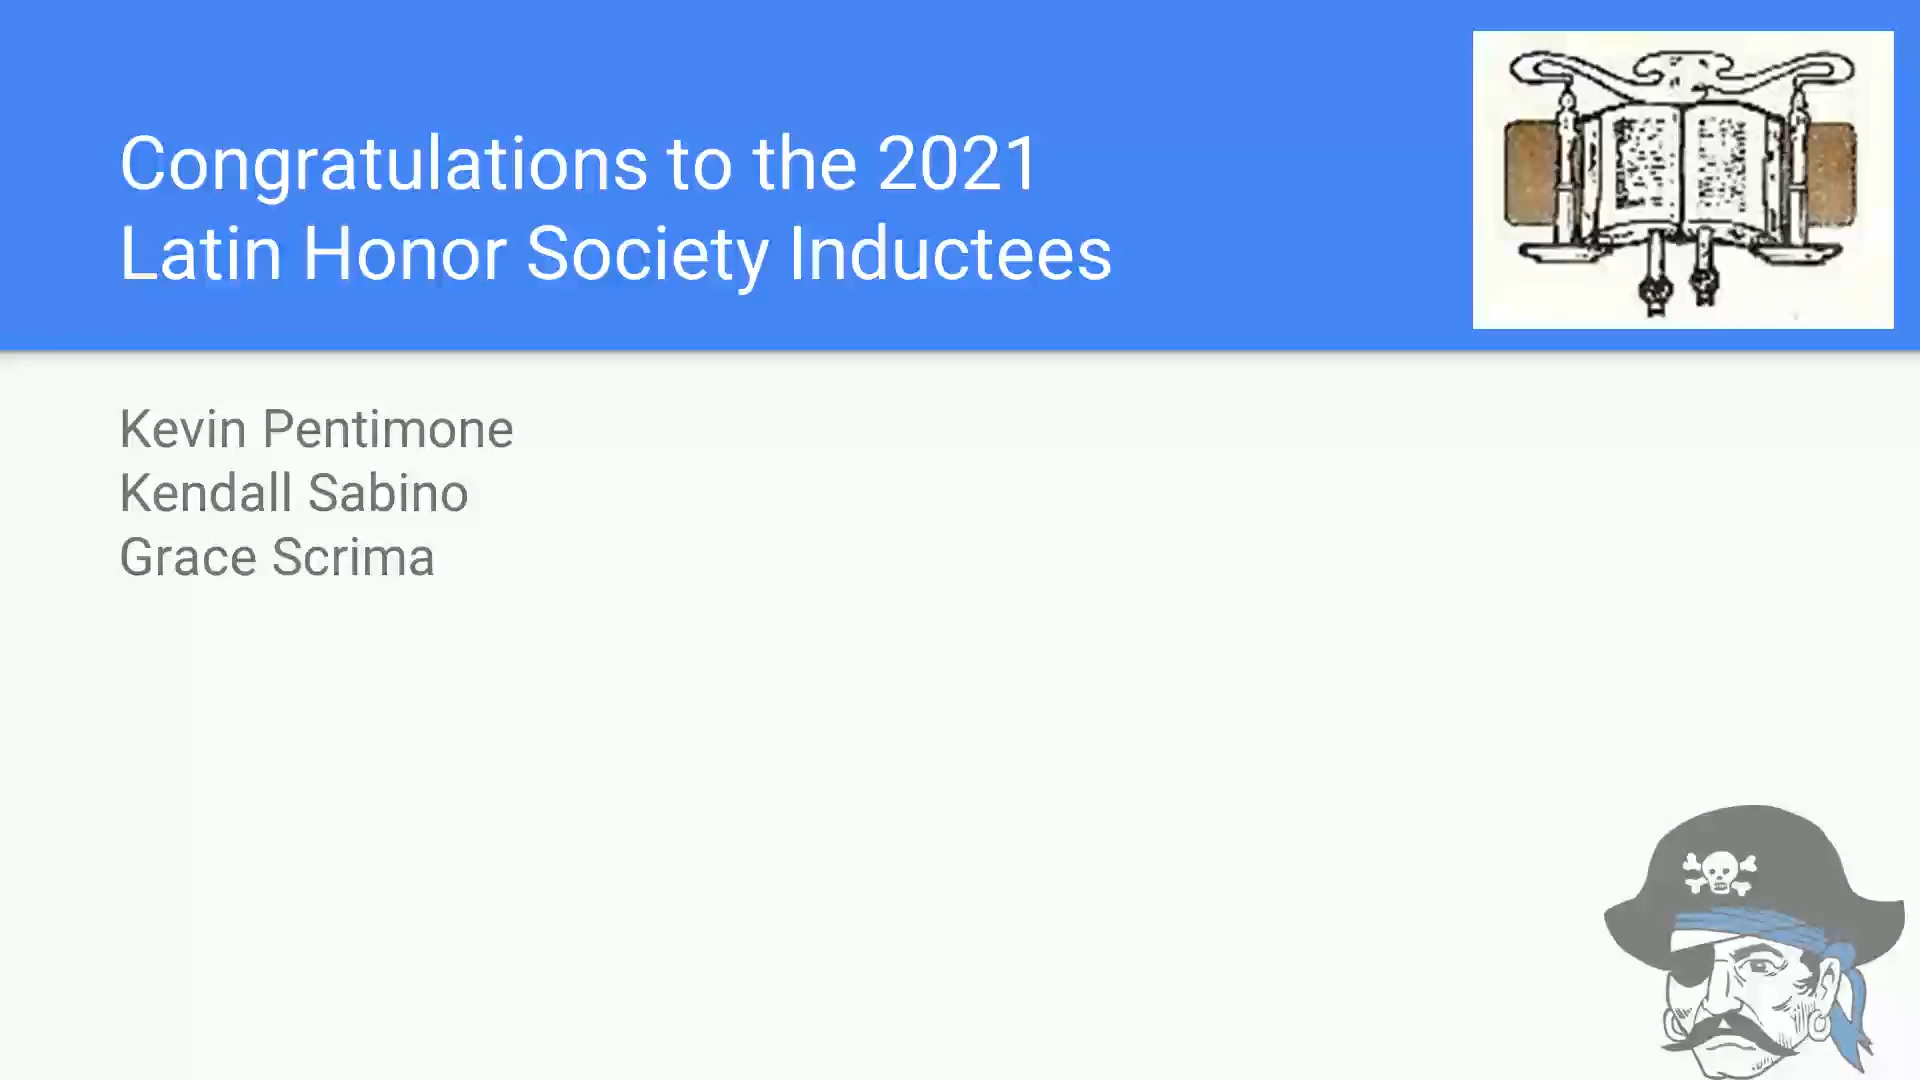 Congratulations to the 2021
Latin Honor Society Inductees
Kevin Pentimone
Kendall Sabino
Grace Scrima